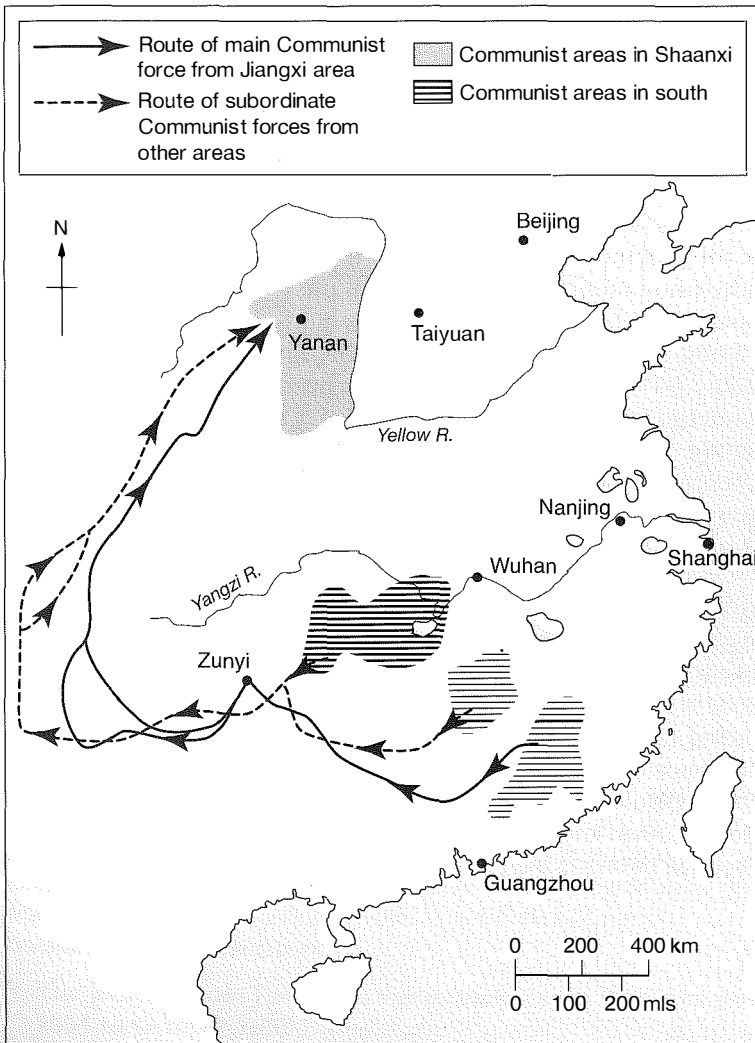 Route of main Communist
force from Jiangxi area
Route of subordinate
Communist forces from
other areas
Communist areas in Shaanxi
Communist areas in south
N
Beijing
Yanan
Taiyuan
Yellow R.
Nanjing
Shanghai
Wuhan
Yangzi R.
Zunyi
Guangzhou
0 200 400 km
0 100 200 mls